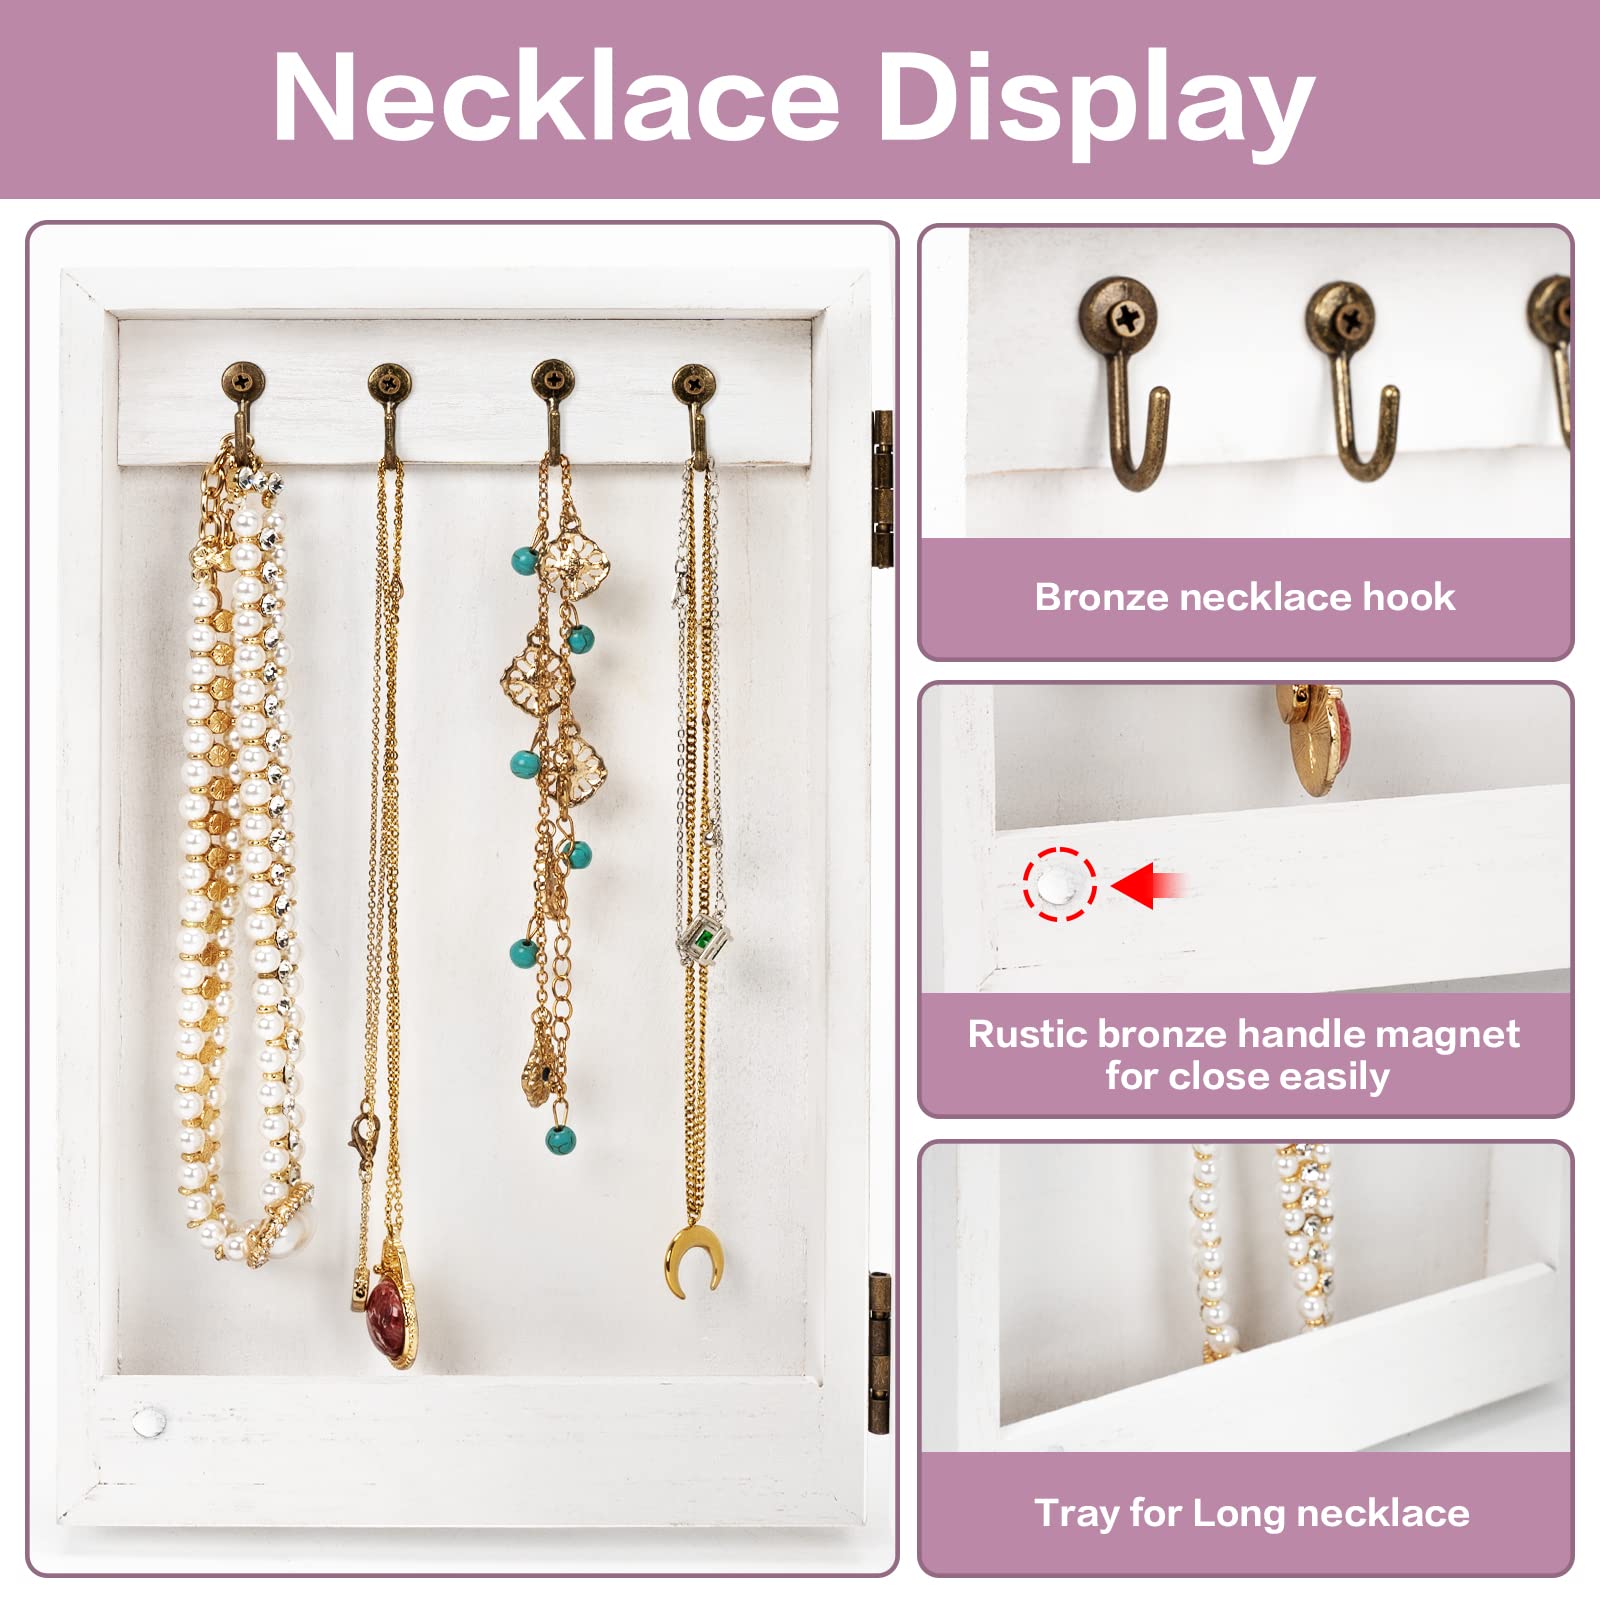 Necklace Display
Bronze necklace hook
Rustic bronze handle magnet
for close easily
Tray for Long necklace